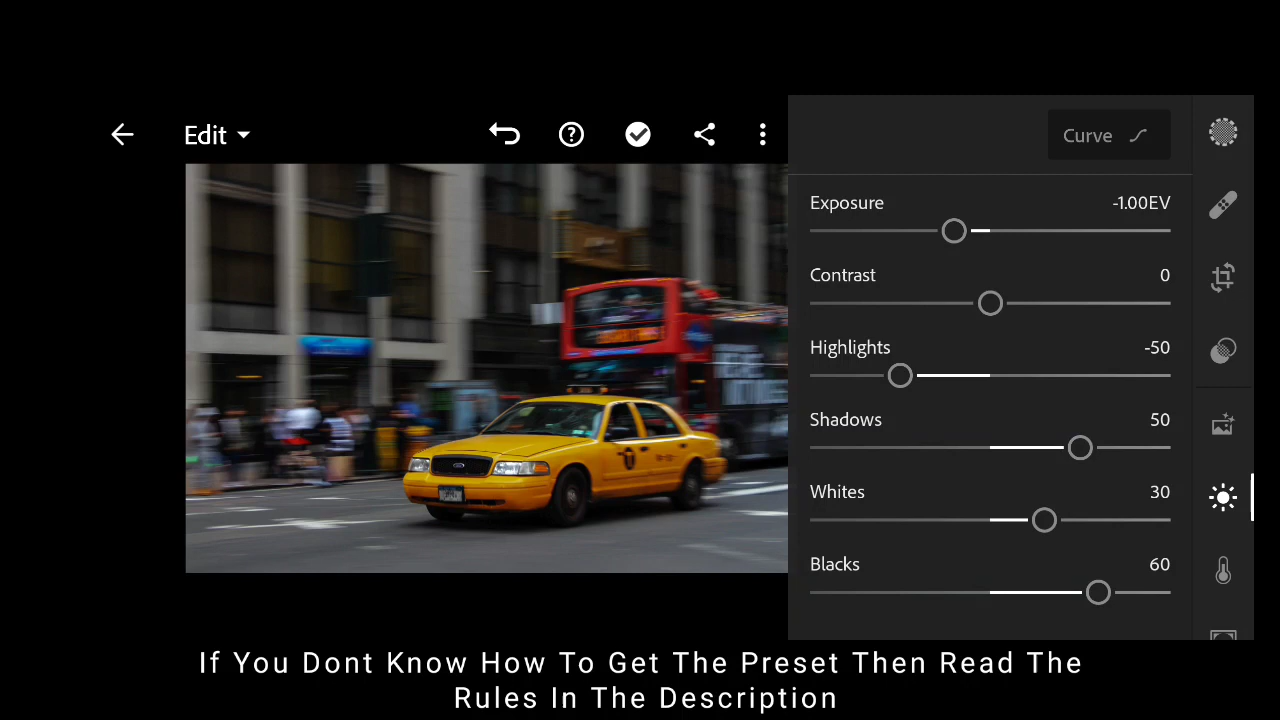 Edit
Curve
Exposure -1.00EV
Contrast 0
Highlights -50
Shadows 50
Whites 30
Blacks 60
If You Dont Know How To Get The Preset Then Read The
Rules In The Description